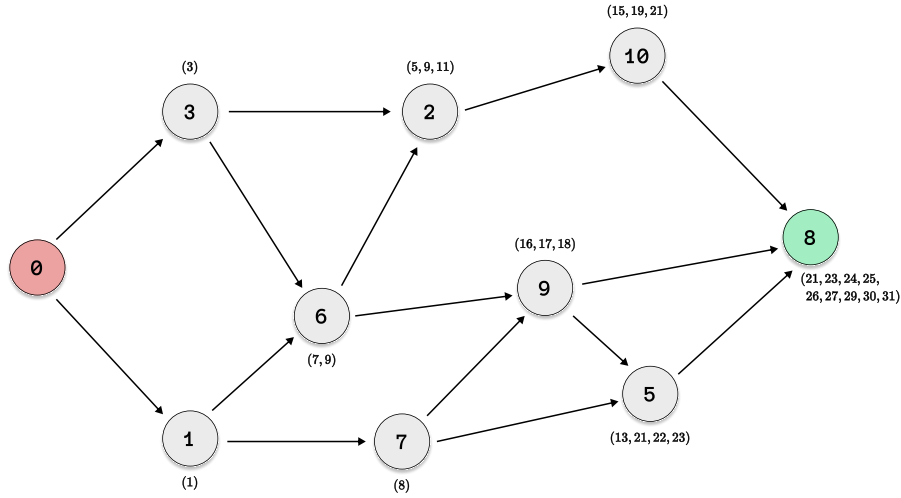 (15, 19, 21)
10
(3)
3
(5, 9, 11)
2
0
(16, 17, 18)
9
8
(21, 23, 24, 25,
26, 27, 29, 30, 31)
6
(7, 9)
5
(13, 21, 22, 23)
1
(1)
7
(8)